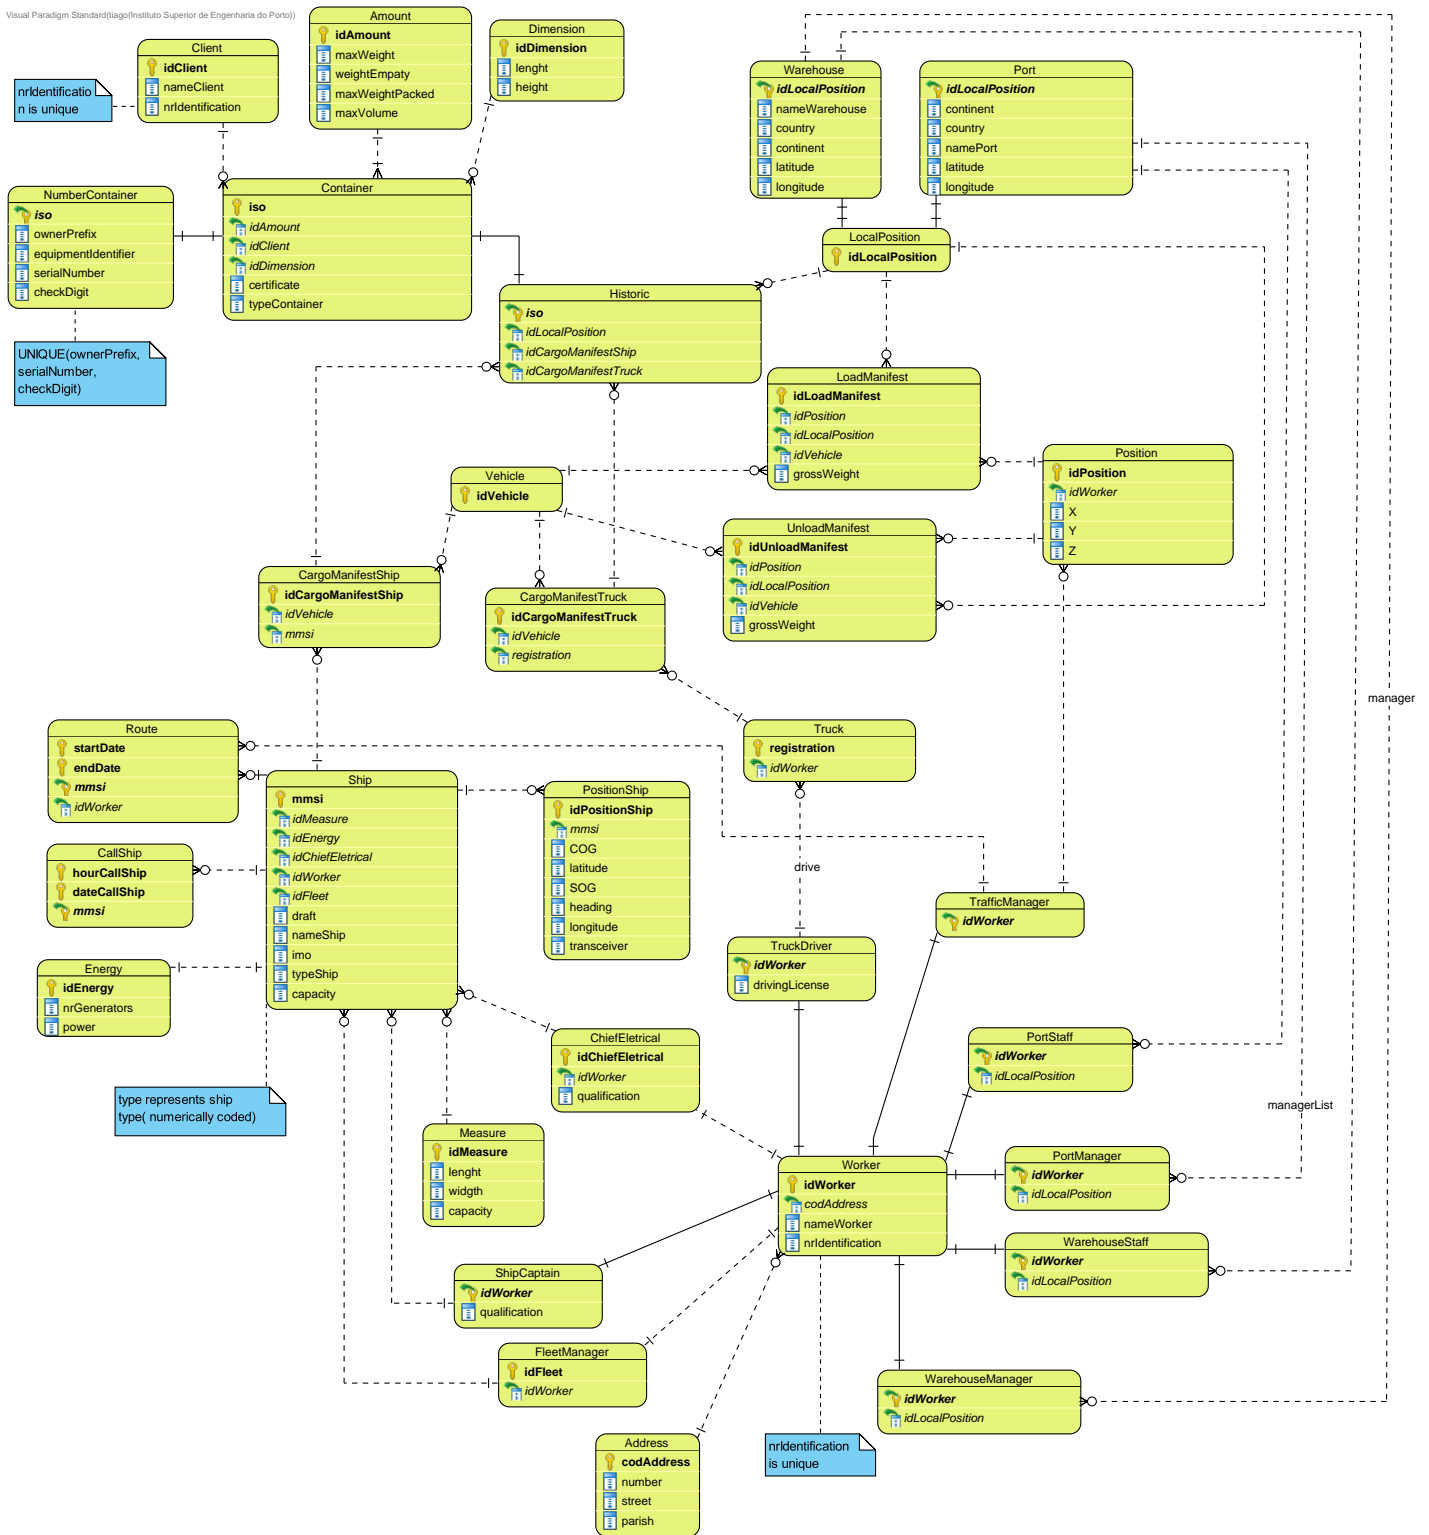 Visual Paradigm Standard(tiago(Instituto Superior de Engenharia do Porto))
Client
idClient
nameClient
nrIdentification
nrIdentificatio
n is unique
Amount
idAmount
maxWeight
weightEmpaty
maxWeightPacked
maxVolume
Dimension
idDimension
lenght
height
Warehouse
idLocalPosition
nameWarehouse
country
continent
latitude
longitude
Port
idLocalPosition
continent
country
namePort
latitude
longitude
NumberContainer
iso
ownerPrefix
equipmentIdentifier
serialNumber
checkDigit
UNIQUE(ownerPrefix,
serialNumber,
checkDigit)
Container
iso
idAmount
idClient
idDimension
certificate
typeContainer
LocalPosition
idLocalPosition
Historic
iso
idLocalPosition
idCargoManifestShip
idCargoManifestTruck
LoadManifest
idLoadManifest
idPosition
idLocalPosition
idVehicle
grossWeight
Position
idPosition
idWorker
X
Y
Z
Vehicle
idVehicle
UnloadManifest
idUnloadManifest
idPosition
idLocalPosition
idVehicle
grossWeight
CargoManifestShip
idCargoManifestShip
idVehicle
mmsi
CargoManifestTruck
idCargoManifestTruck
idVehicle
registration
manager
Route
startDate
endDate
mmsi
idWorker
Truck
registration
idWorker
Ship
mmsi
idMeasure
idEnergy
idChiefEletrical
idWorker
idFleet
draft
nameShip
imo
typeShip
capacity
PositionShip
idPositionShip
mmsi
COG
latitude
SOG
heading
longitude
transceiver
CallShip
hourCallShip
dateCallShip
mmsi
drive
TrafficManager
idWorker
TruckDriver
idWorker
drivingLicense
Energy
idEnergy
nrGenerators
power
ChiefEletrical
idChiefEletrical
idWorker
qualification
PortStaff
idWorker
idLocalPosition
type represents ship
type( numerically coded)
managerList
Measure
idMeasure
lenght
widgth
capacity
Worker
idWorker
codAddress
nameWorker
nrIdentification
PortManager
idWorker
idLocalPosition
WarehouseStaff
idWorker
idLocalPosition
ShipCaptain
idWorker
qualification
FleetManager
idFleet
idWorker
WarehouseManager
idWorker
idLocalPosition
Address
codAddress
number
street
parish
nrIdentification
is unique